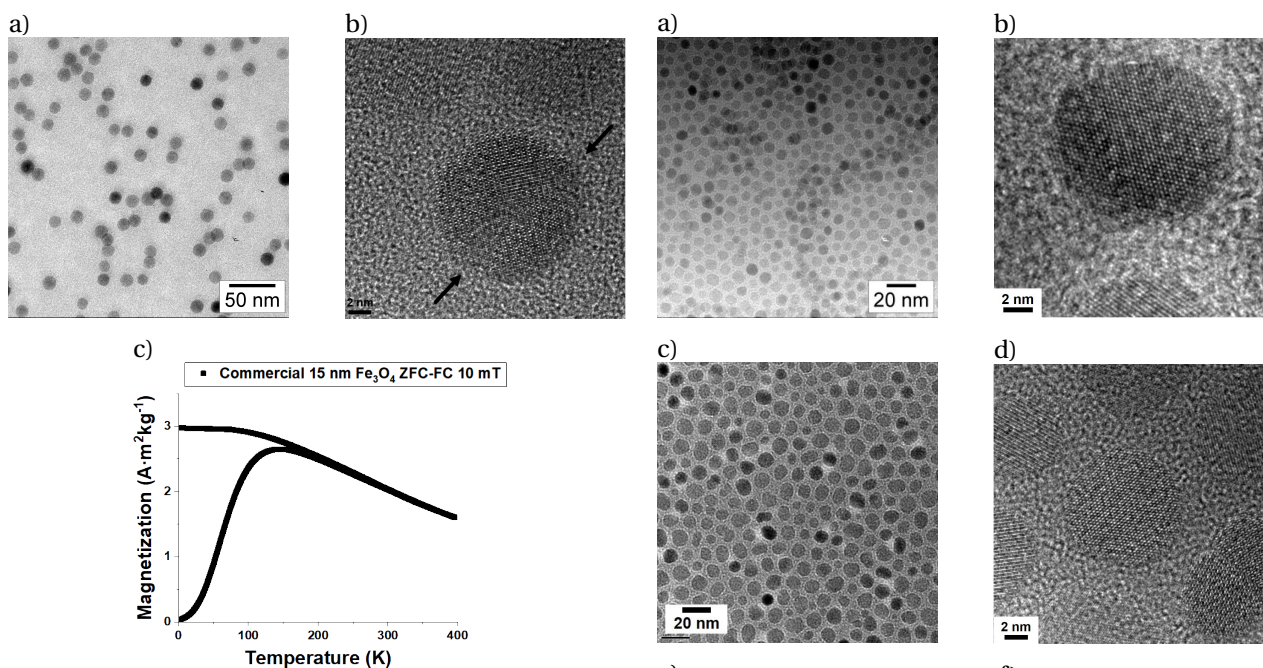 a)
b)
50 nm
2 nm
c)
Commercial 15 nm Fe₃O₄ ZFC-FC 10 mT
Magnetization (A·m²kg⁻¹)
3
2
1
0
0 100 200 300 400
Temperature (K)
a)
b)
20 nm
2 nm
c)
d)
20 nm
2 nm